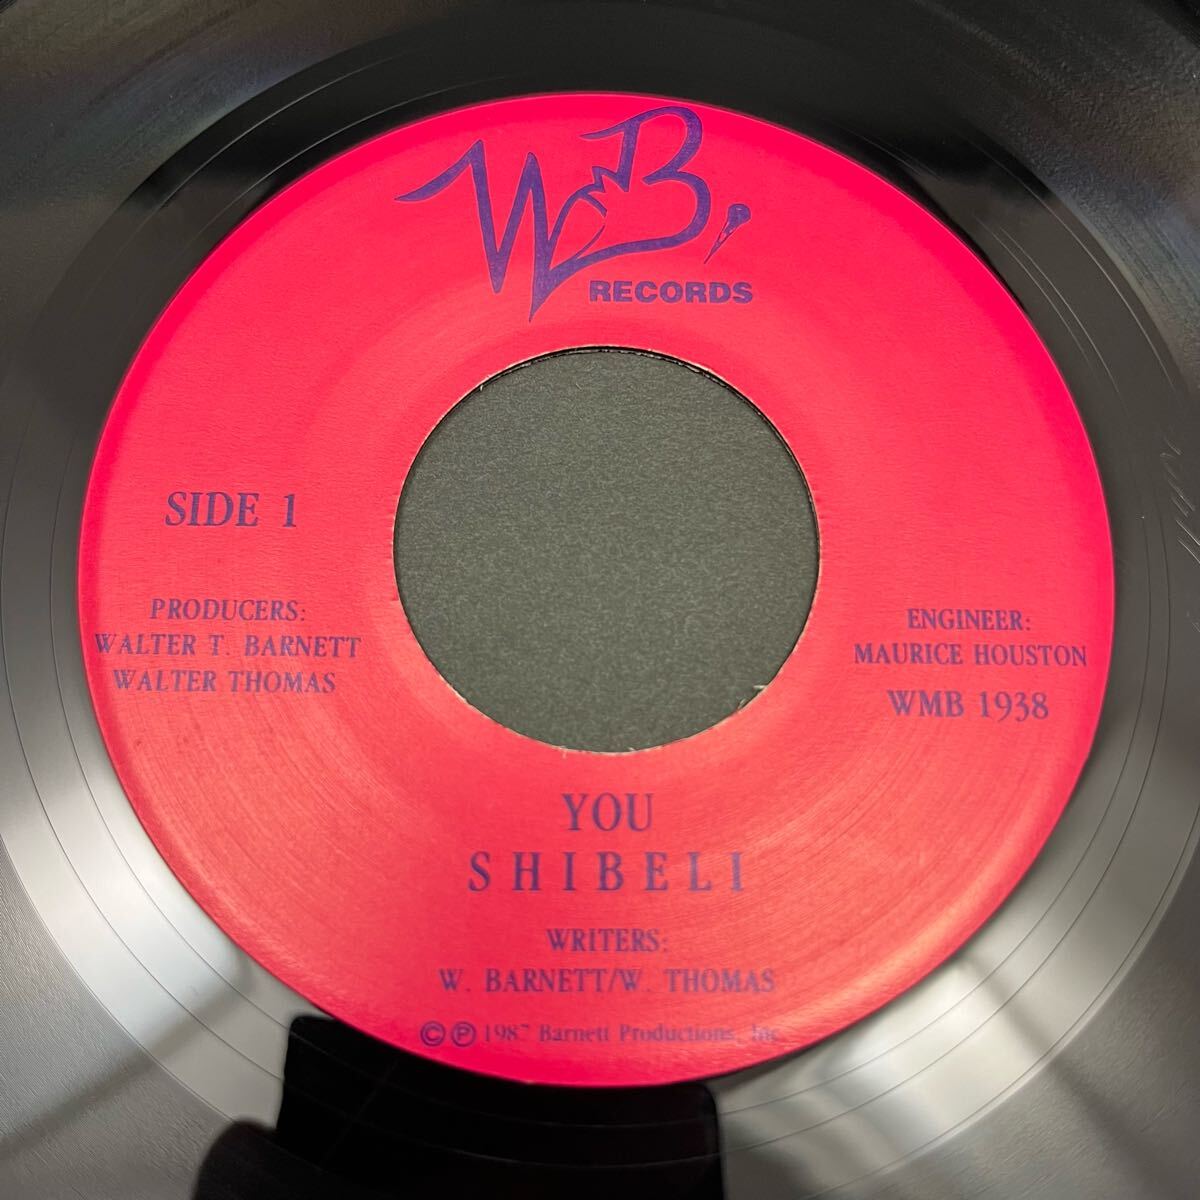 WB
RECORDS
SIDE 1
PRODUCERS:
WALTER T. BARNETT
WALTER THOMAS
ENGINEER:
MAURICE HOUSTON
WMB 1938
YOU
SHIBELI
WRITERS:
W. BARNETT/W. THOMAS
© ℗ 1987 Barnett Productions, Inc